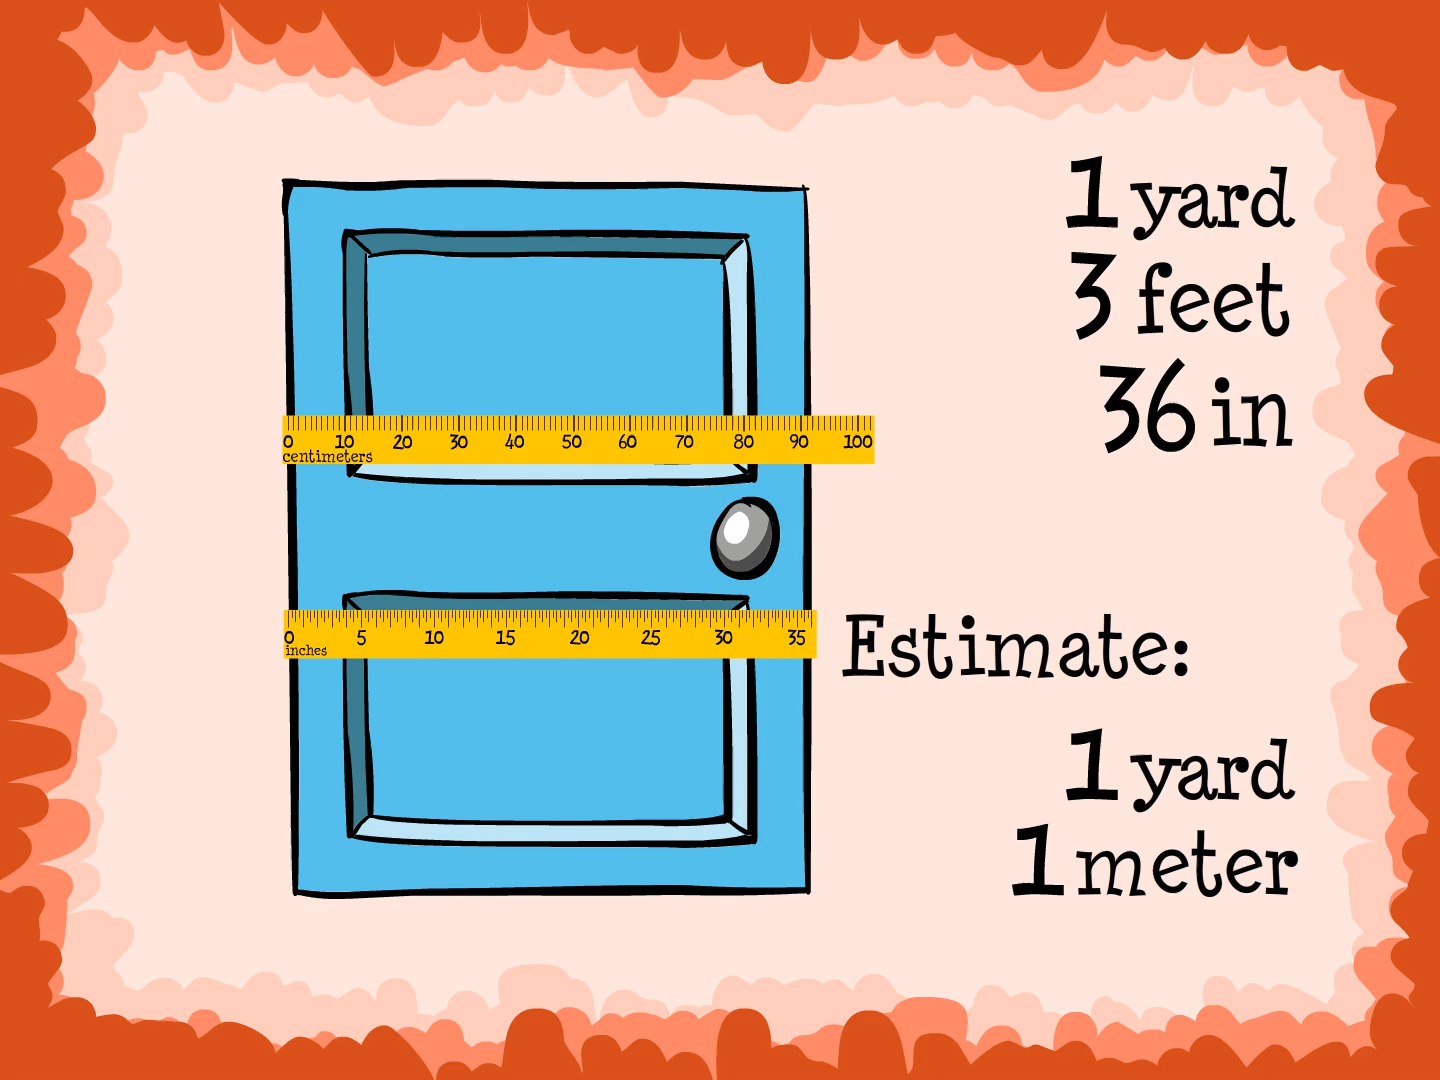 1 yard
3 feet
36 in
0 10 20 30 40 50 60 70 80 90 100
centimeters
0 5 10 15 20 25 30 35
inches
Estimate:
1 yard
1 meter